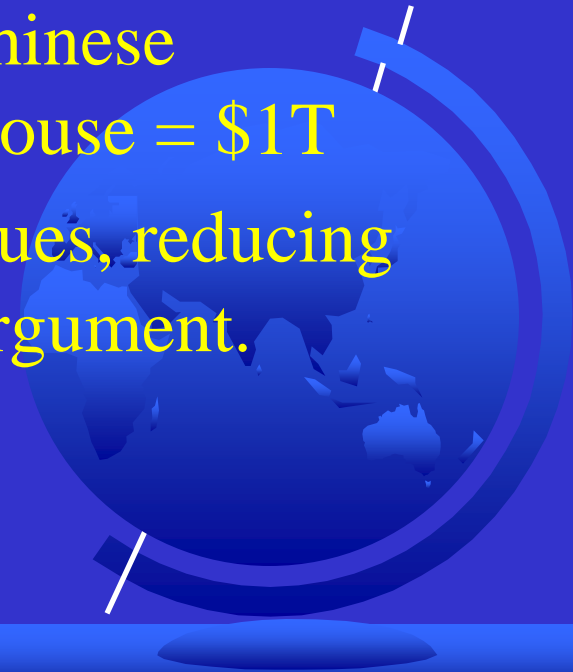 hinese
ouse = $1T
ues, reducing
rgument.